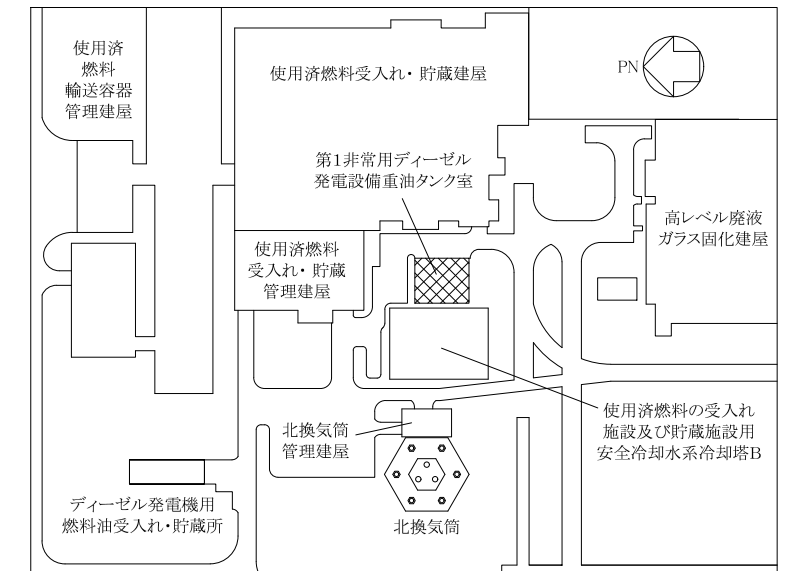 使用済
燃料
輸送容器
管理建屋
使用済燃料受入れ・貯蔵建屋
PN
第1非常用ディーゼル
発電設備重油タンク室
高レベル廃液
ガラス固化建屋
使用済燃料
受入れ・貯蔵
管理建屋
使用済燃料の受入れ
施設及び貯蔵施設用
安全冷却水系冷却塔B
北換気筒
管理建屋
ディーゼル発電機用
燃料油受入れ・貯蔵所
北換気筒